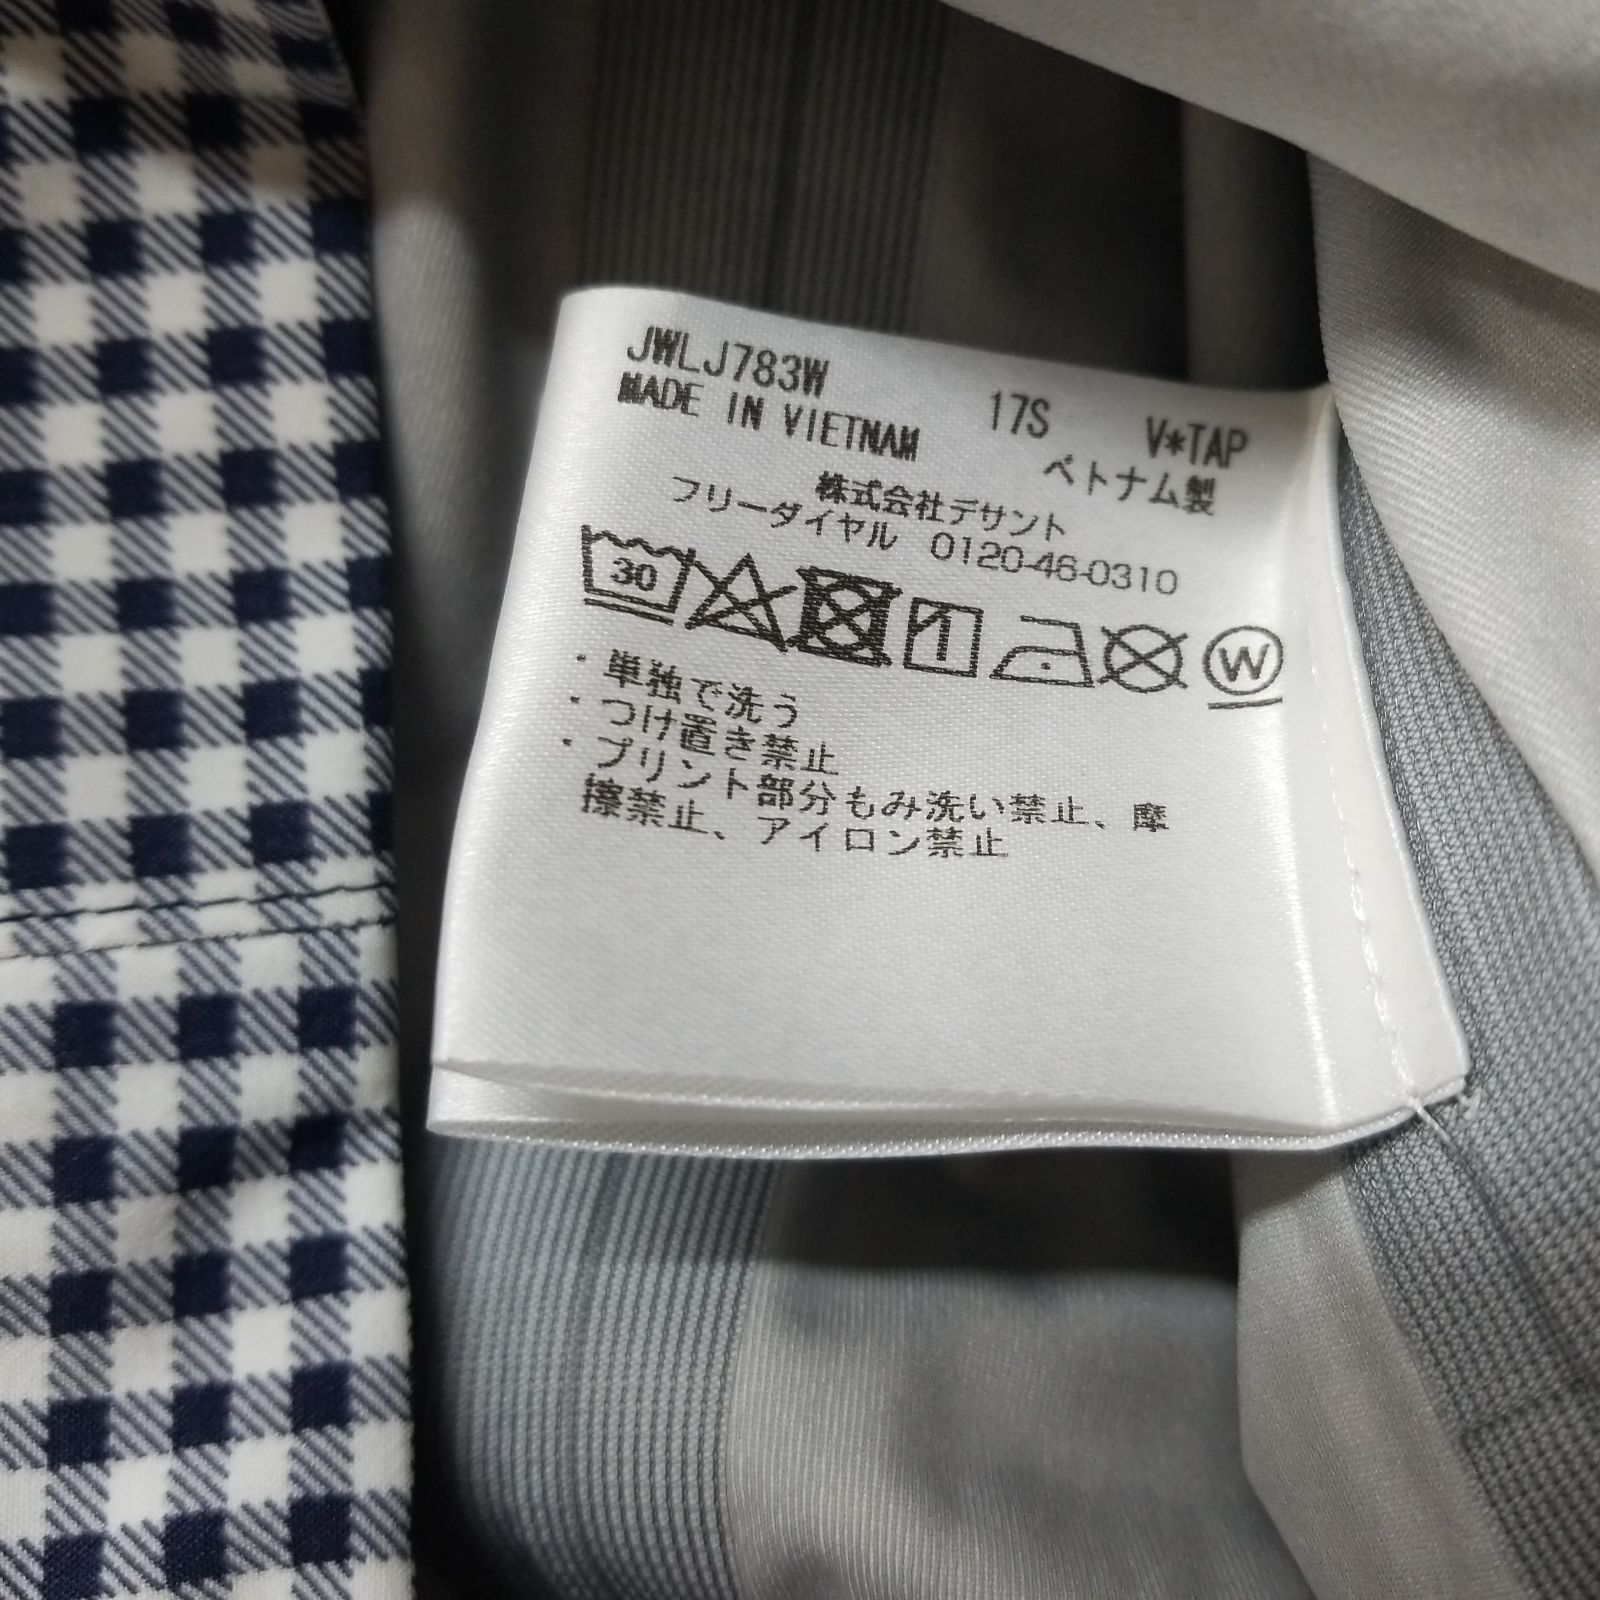 JWLJ783W 17S V*TAP
MADE IN VIETNAM ベトナム製
株式会社デサント
フリーダイヤル 0120-46-0310
30 W
・単独で洗う
・つけ置き禁止
・プリント部分もみ洗い禁止、摩
擦禁止、アイロン禁止